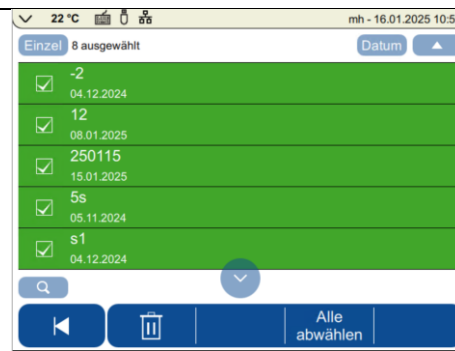 22 °C
mh - 16.01.2025 10:5
Einzel 8 ausgewählt Datum
-2
04.12.2024
12
08.01.2025
250115
15.01.2025
5s
05.11.2024
s1
04.12.2024
Alle
abwählen